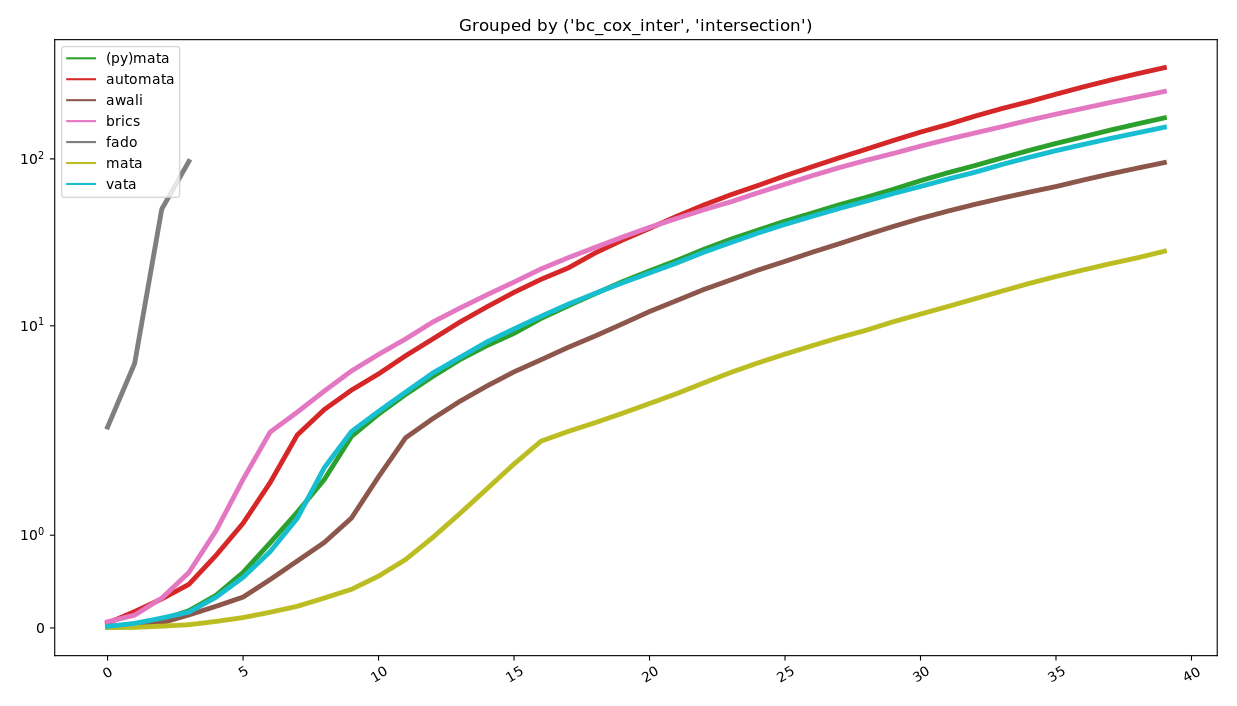 Grouped by ('bc_cox_inter', 'intersection')
(py)mata
automata
awali
brics
fado
mata
vata
10²
10¹
10⁰
0
0 5 10 15 20 25 30 35 40